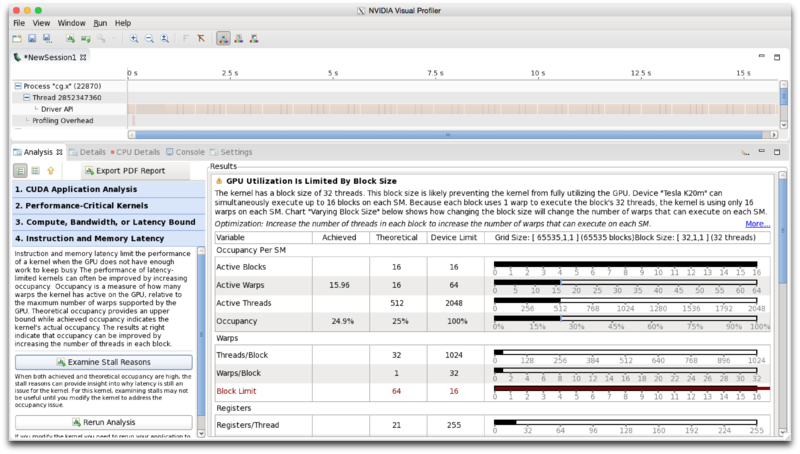 NVIDIA Visual Profiler
File View Window Run Help
*NewSession1
0 s 2.5 s 5 s 7.5 s 10 s 12.5 s 15 s
Process "cg.x" (22870)
Thread 2852347360
Driver API
Profiling Overhead
Analysis Details CPU Details Console Settings
Export PDF Report
1. CUDA Application Analysis
2. Performance-Critical Kernels
3. Compute, Bandwidth, or Latency Bound
4. Instruction and Memory Latency
Instruction and memory latency limit the performance
of a kernel when the GPU does not have enough
work to keep busy The performance of latency-
limited kernels can often be improved by increasing
occupancy. Occupancy is a measure of how many
warps the kernel has active on the GPU, relative to
the maximum number of warps supported by the
GPU. Theoretical occupancy provides an upper
bound while achieved occupancy indicates the
kernel's actual occupancy. The results at right
indicate that occupancy can be improved by
increasing the number of threads in each block.
Examine Stall Reasons
When both achieved and theoretical occupancy are high, the
stall reasons can provide insight into why latency is still an
issue for the kernel. For this kernel, examining stalls may not
be useful until you modify the kernel to address the
occupancy issue.
Rerun Analysis
If you modify the kernel you need to rerun your application to
Results
GPU Utilization Is Limited By Block Size
The kernel has a block size of 32 threads. This block size is likely preventing the kernel from fully utilizing the GPU. Device "Tesla K20m" can
simultaneously execute up to 16 blocks on each SM. Because each block uses 1 warp to execute the block's 32 threads, the kernel is using only 16
warps on each SM. Chart "Varying Block Size" below shows how changing the block size will change the number of warps that can execute on each SM.
Optimization: Increase the number of threads in each block to increase the number of warps that can execute on each SM. More...
Variable Achieved Theoretical Device Limit Grid Size: [ 65535,1,1 ] (65535 blocks)Block Size: [ 32,1,1 ] (32 threads)
Occupancy Per SM
Active Blocks 16 16
0 1 2 3 4 5 6 7 8 9 10 11 12 13 14 15 16
Active Warps 15.96 16 64
0 5 10 15 20 25 30 35 40 45 50 55 60 64
Active Threads 512 2048
0 256 512 768 1024 1280 1536 1792 2048
Occupancy 24.9% 25% 100%
0% 15% 30% 45% 60% 75% 90% 100%
Warps
Threads/Block 32 1024
0 128 256 384 512 640 768 896 1024
Warps/Block 1 32
0 2 4 6 8 10 12 14 16 18 20 22 24 26 28 30 32
Block Limit 64 16
0 1 2 3 4 5 6 7 8 9 10 11 12 13 14 15 16
Registers
Registers/Thread 21 255
0 32 64 96 128 160 192 224 255